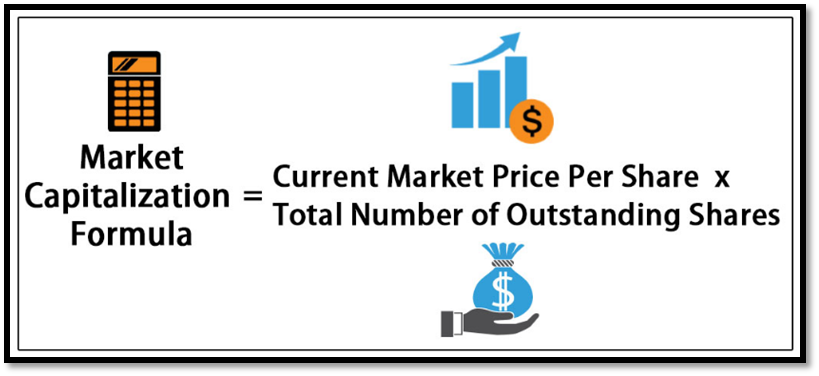 Market
Capitalization
Formula
=
Current Market Price Per Share x
Total Number of Outstanding Shares
$
$